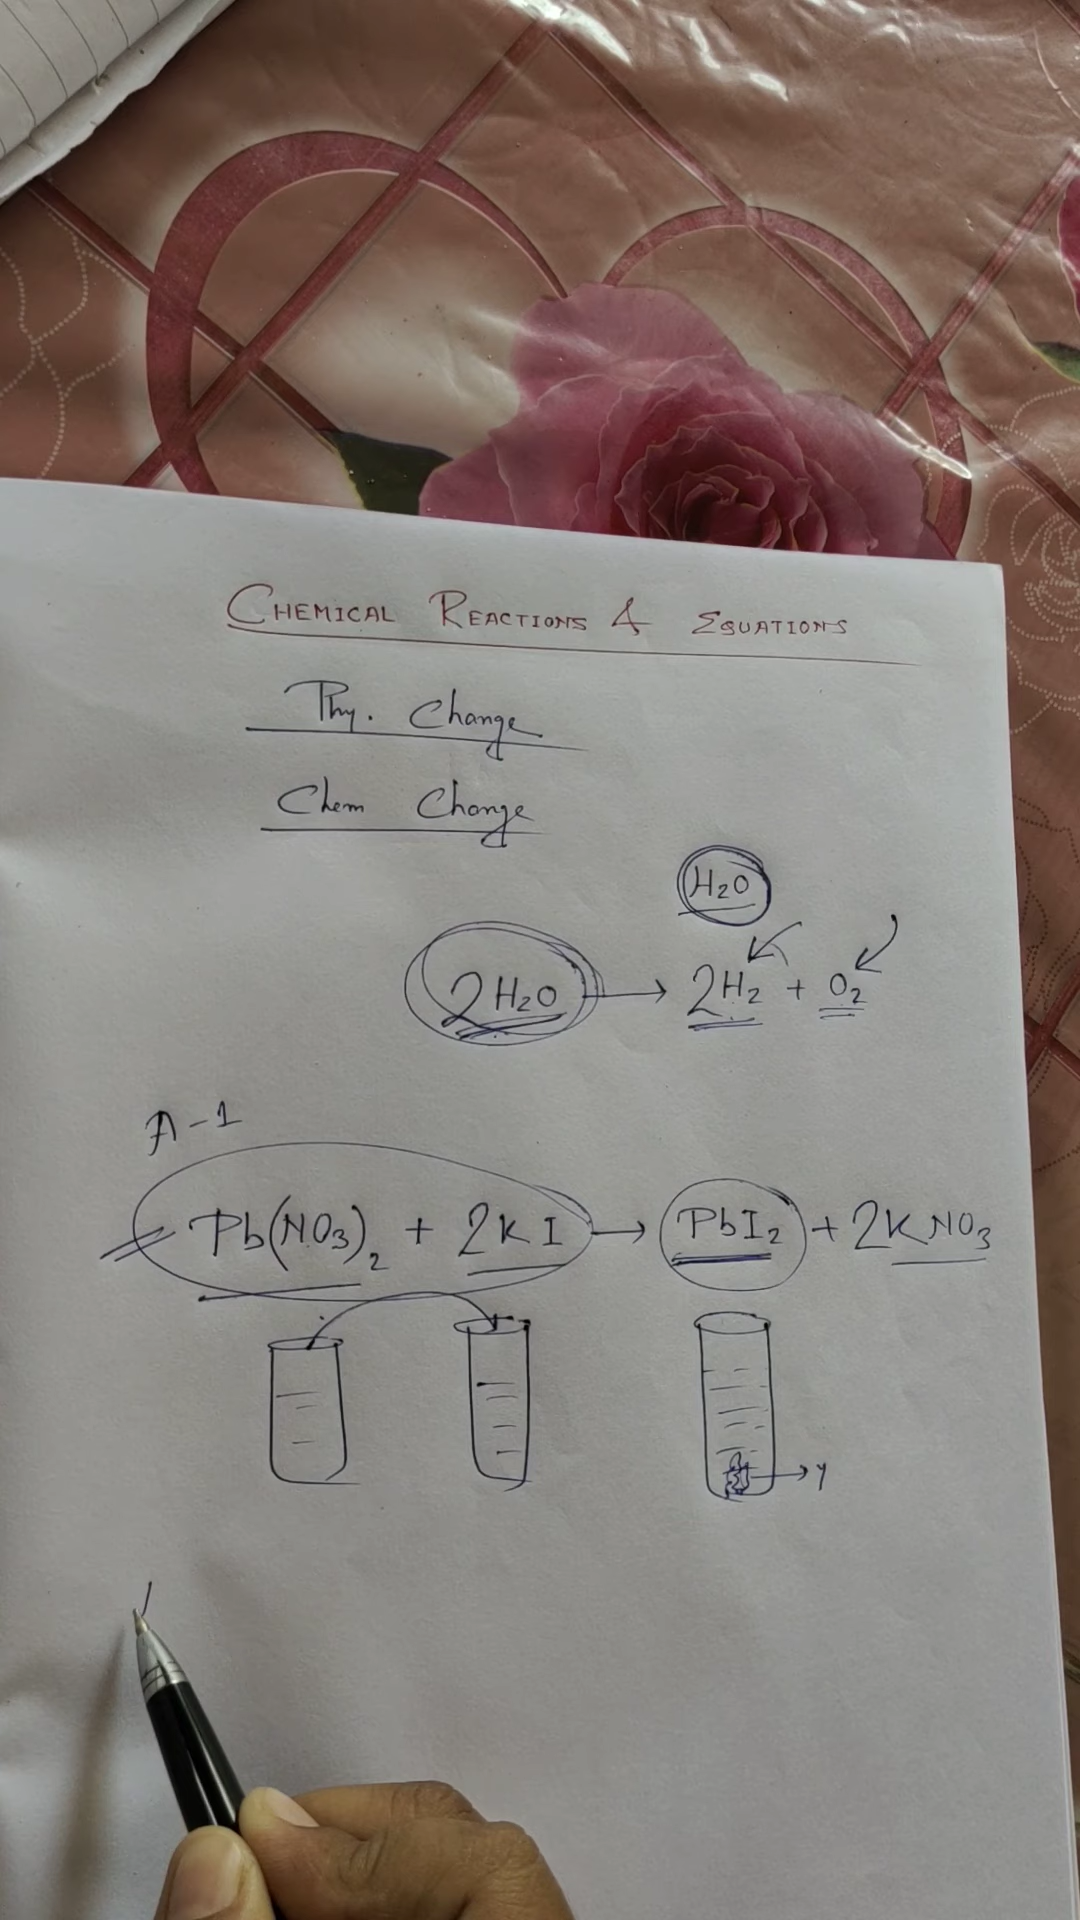 CHEMICAL REACTIONS & EQUATIONS
Phy. Change
Chem Change
H₂O
2H₂O → 2H₂ + O₂
A-1
Pb(NO₃)₂ + 2KI → PbI₂ + 2KNO₃
→ y